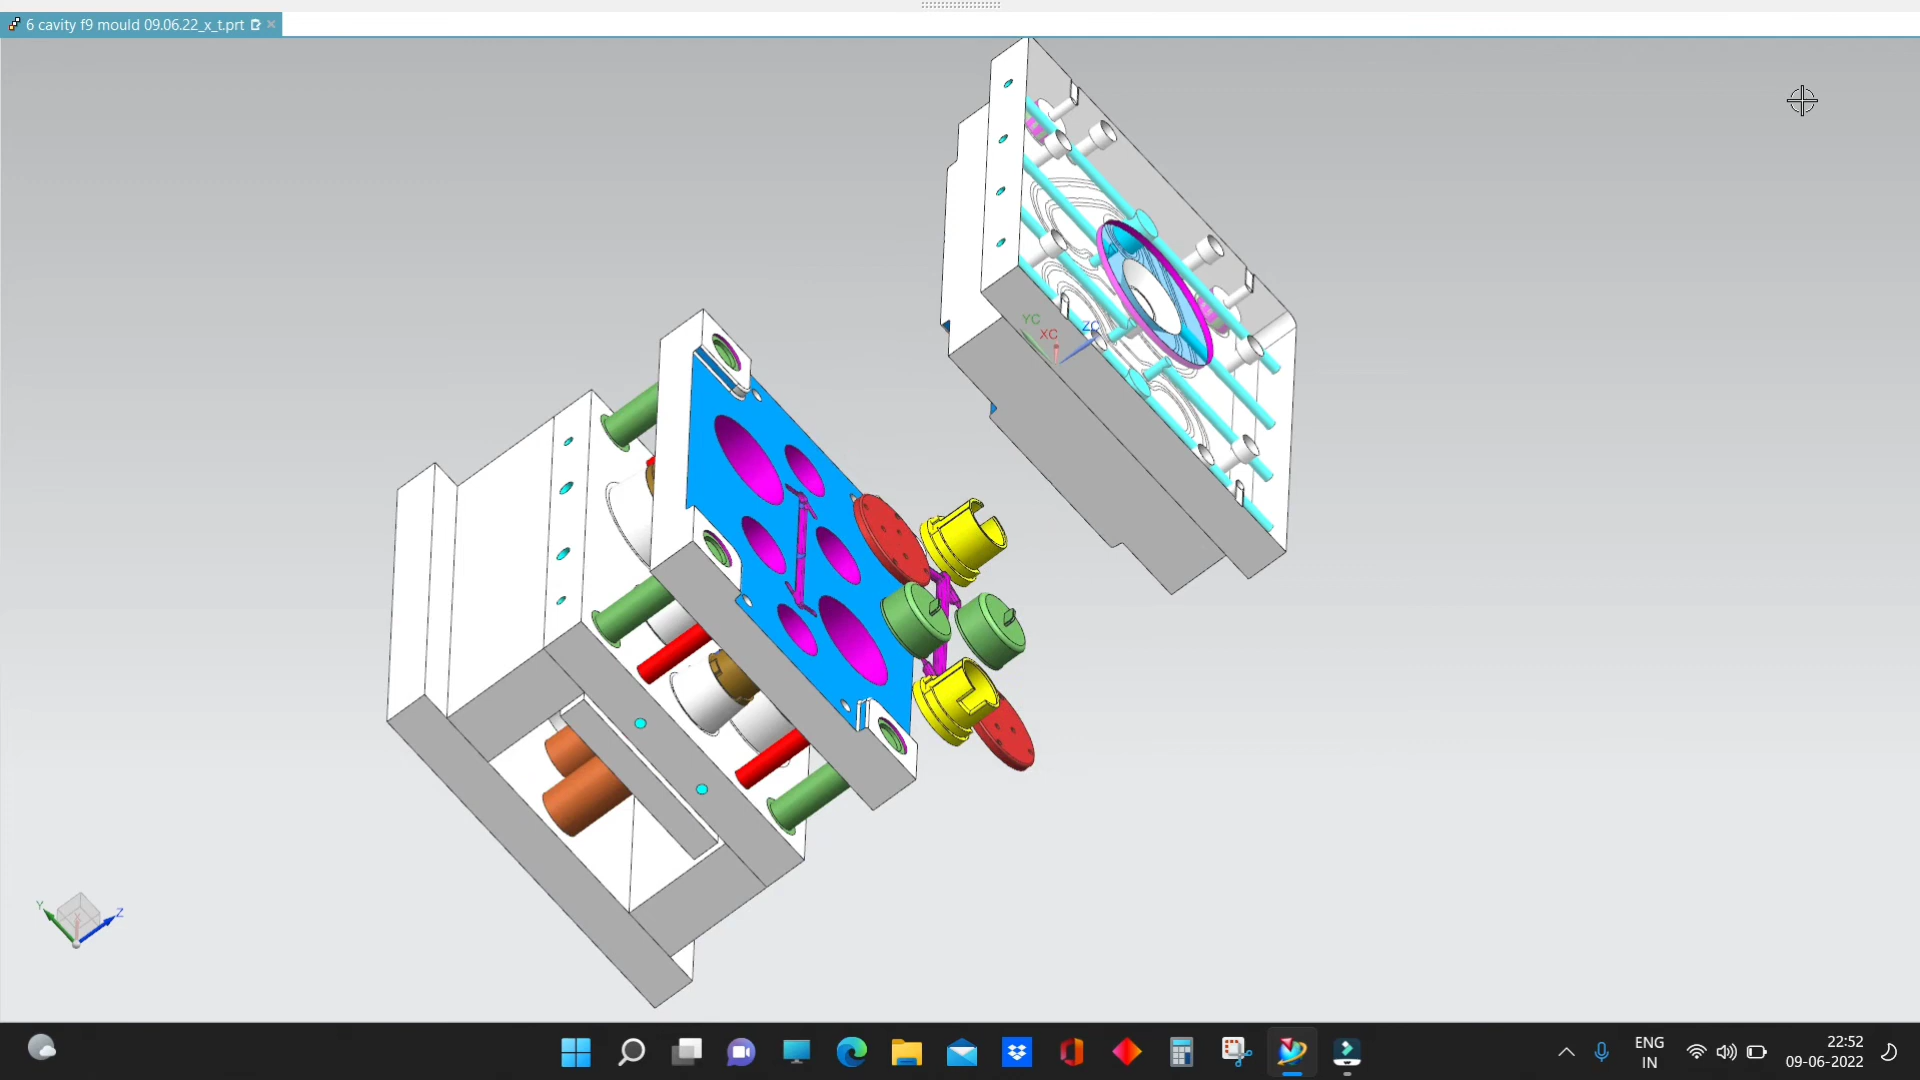 6 cavity f9 mould 09.06.22_x_t.prt
YC
XC
ZC
Y
X
Z
ENG
IN
22:52
09-06-2022